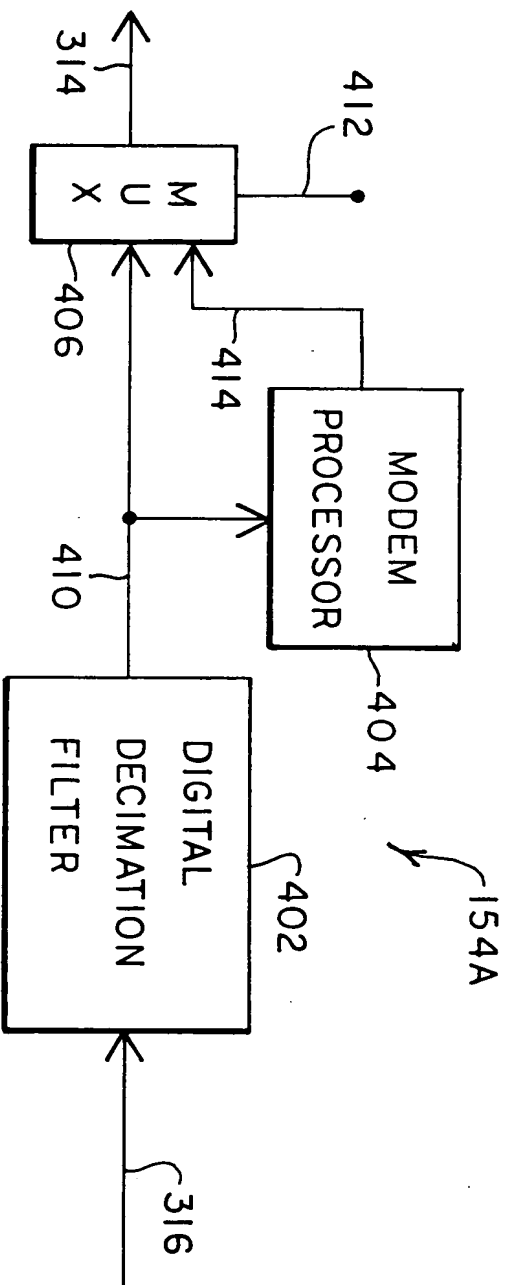 154A
MODEM
PROCESSOR
404
412
414
402
M
U
X
DIGITAL
DECIMATION
FILTER
316
314
406
410